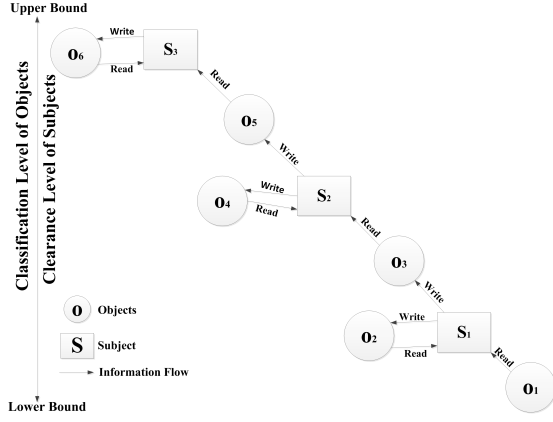 Upper Bound
Classification Level of Objects
Clearance Level of Subjects
Write
O6
S3
Read
Read
O5
Write
Write
S2
O4
Read
Read
O3
Write
O Objects
Write
S1
O2
Read
S Subject
Read
Information Flow
O1
Lower Bound